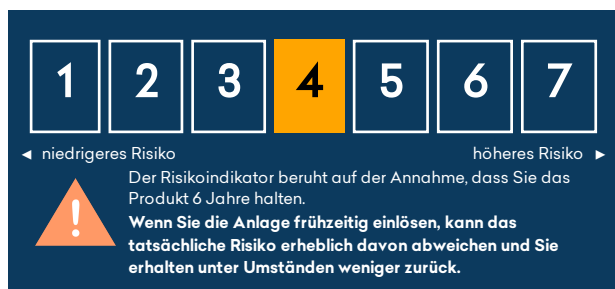 1 2 3 4 5 6 7
◄ niedrigeres Risiko höheres Risiko ►
Der Risikoindikator beruht auf der Annahme, dass Sie das
Produkt 6 Jahre halten.
Wenn Sie die Anlage frühzeitig einlösen, kann das
tatsächliche Risiko erheblich davon abweichen und Sie
erhalten unter Umständen weniger zurück.
!